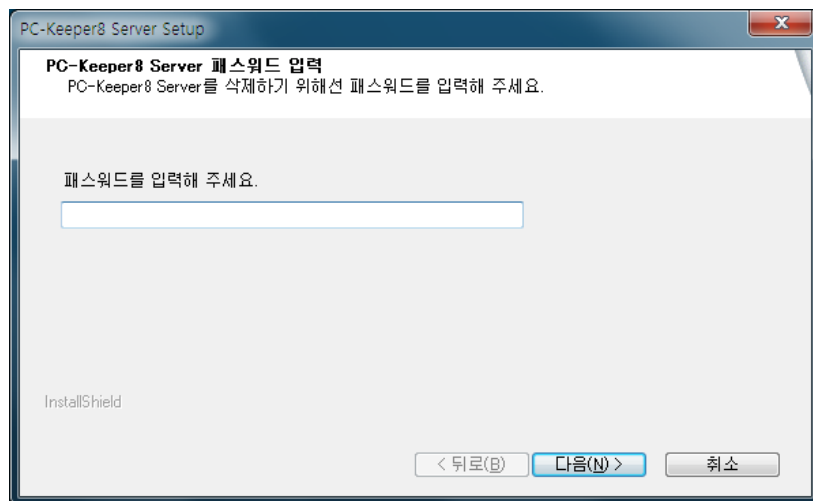 PC-Keeper8 Server Setup
PC-Keeper8 Server 패스워드 입력
PC-Keeper8 Server를 삭제하기 위해선 패스워드를 입력해 주세요.
패스워드를 입력해 주세요.
InstallShield
< 뒤로(B) 다음(N) > 취소